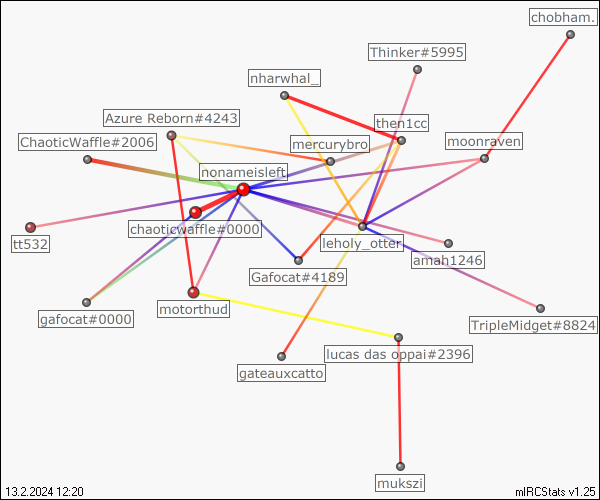 chobham.
Thinker#5995
nharwhal_
Azure Reborn#4243
then1cc
ChaoticWaffle#2006
mercurybro
moonraven
nonameisleft
chaoticwaffle#0000
tt532
leholy_otter
amah1246
Gafocat#4189
gafocat#0000
motorthud
TripleMidget#8824
lucas das oppai#2396
gateauxcatto
mukszi
13.2.2024 12:20
mIRCStats v1.25